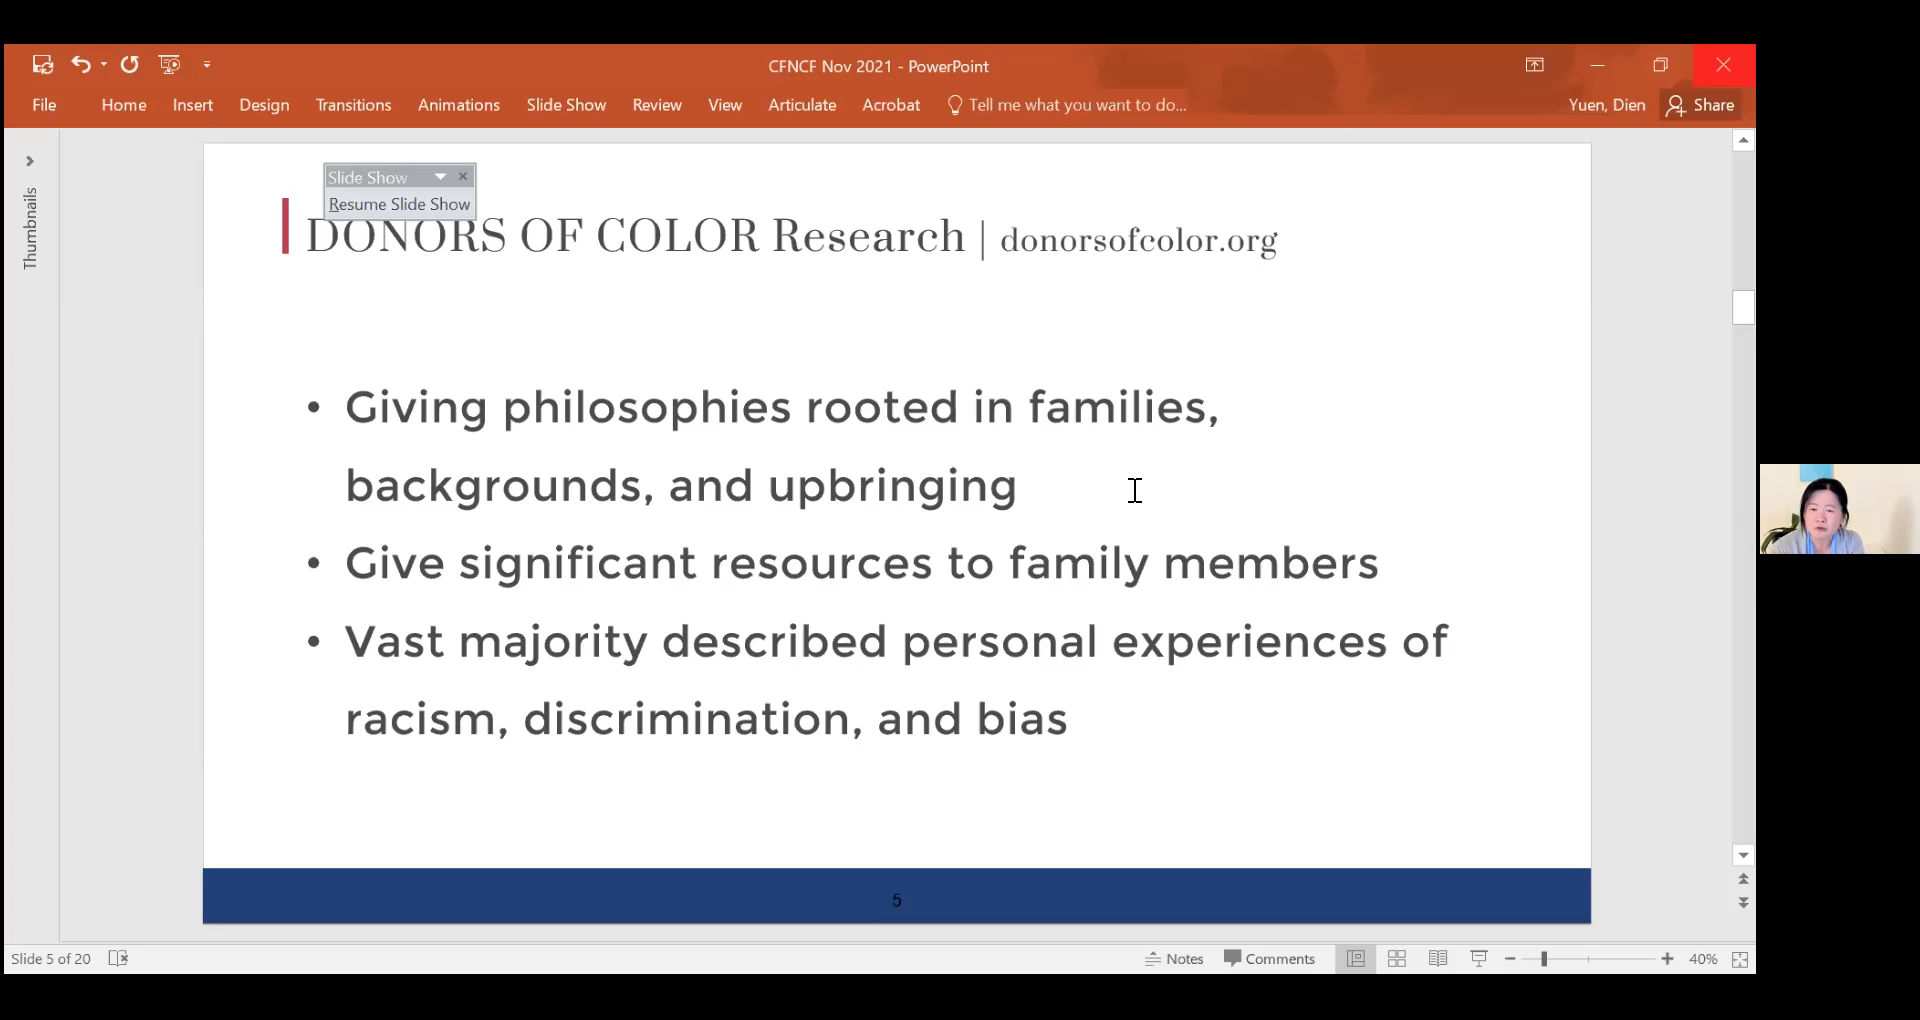 CFNCF Nov 2021 - PowerPoint
File Home Insert Design Transitions Animations Slide Show Review View Articulate Acrobat Tell me what you want to do... Yuen, Dien Share
Thumbnails
Slide Show
Resume Slide Show
DONORS OF COLOR Research | donorsofcolor.org
• Giving philosophies rooted in families,
backgrounds, and upbringing
• Give significant resources to family members
• Vast majority described personal experiences of
racism, discrimination, and bias
5
Slide 5 of 20 Notes Comments 40%